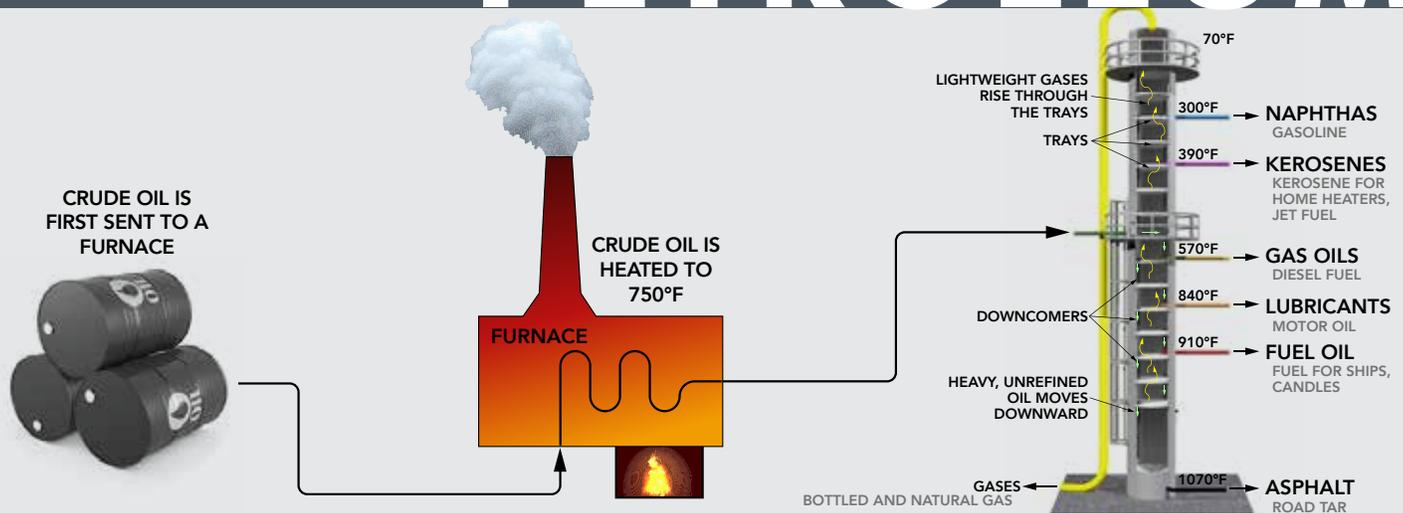 CRUDE OIL IS
FIRST SENT TO A
FURNACE
OIL
OIL
CRUDE OIL IS
HEATED TO
750°F
FURNACE
70°F
LIGHTWEIGHT GASES
RISE THROUGH
THE TRAYS
TRAYS
300°F
NAPHTHAS
GASOLINE
390°F
KEROSENES
KEROSENE FOR
HOME HEATERS,
JET FUEL
570°F
GAS OILS
DIESEL FUEL
840°F
LUBRICANTS
MOTOR OIL
DOWNCOMERS
910°F
FUEL OIL
FUEL FOR SHIPS,
CANDLES
HEAVY, UNREFINED
OIL MOVES
DOWNWARD
GASES
BOTTLED AND NATURAL GAS
1070°F
ASPHALT
ROAD TAR